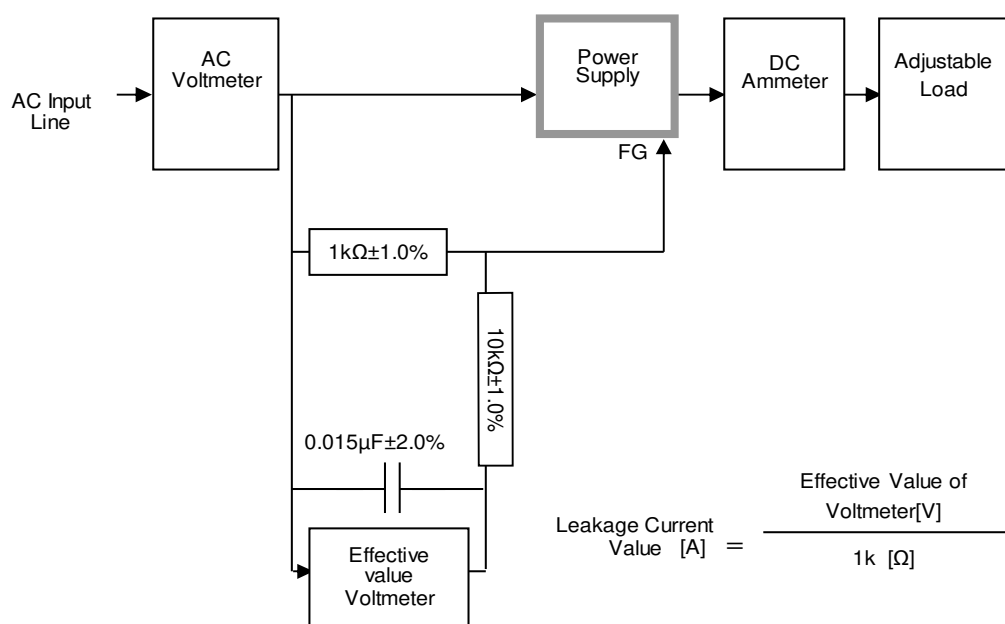 AC Input
Line
AC
Voltmeter
Power
Supply
FG
DC
Ammeter
Adjustable
Load
1kΩ±1.0%
10kΩ±1.0%
0.015μF±2.0%
Effective
value
Voltmeter
Leakage Current
Value [A] =
Effective Value of
Voltmeter[V]
1k [Ω]